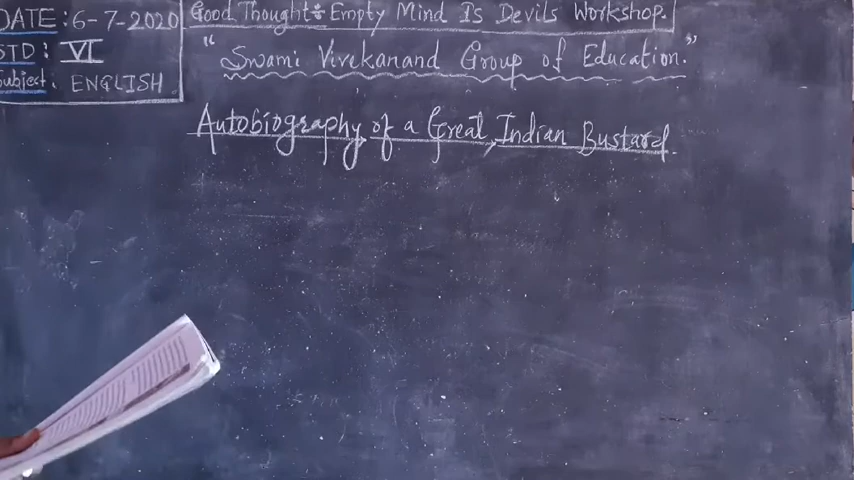 DATE: 6-7-2020
STD: VI
Subject. ENGLISH.
Good Thought:- Empty Mind Is Devils Workshop.
"Swami Vivekanand Group of Education."
Autobiography of a Great Indian Bustard.